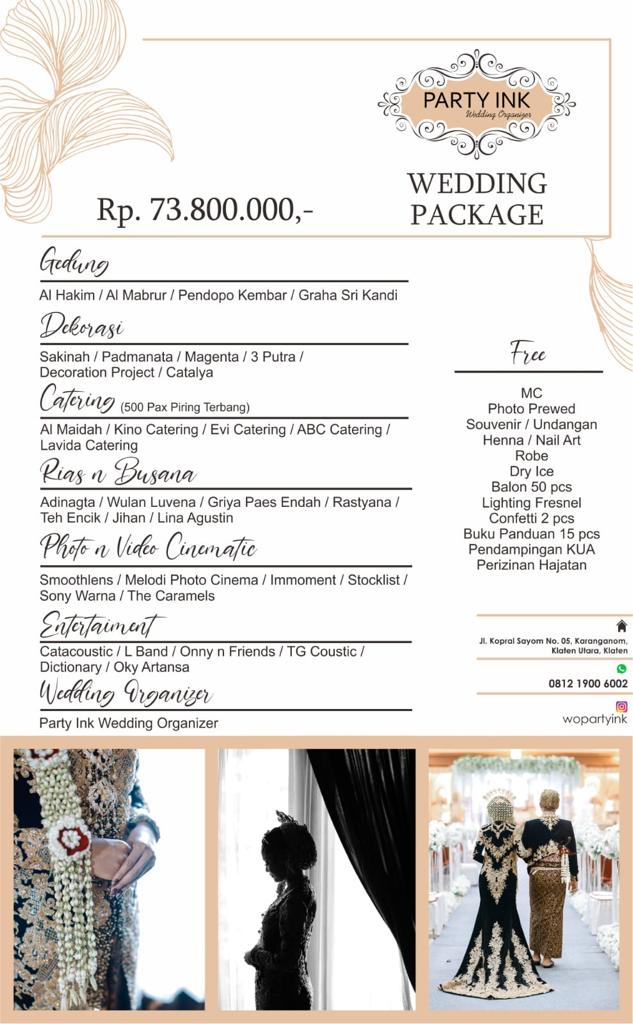 PARTY INK
Wedding Organizer
WEDDING
PACKAGE
Rp. 73.800.000,-
Gedung
Al Hakim / Al Mabrur / Pendopo Kembar / Graha Sri Kandi
Dekorasi
Sakinah / Padmanata / Magenta / 3 Putra /
Decoration Project / Catalya
Catering (500 Pax Piring Terbang)
Al Maidah / Kino Catering / Evi Catering / ABC Catering /
Lavida Catering
Rias n Busana
Adinagta / Wulan Luvena / Griya Paes Endah / Rastyana /
Teh Encik / Jihan / Lina Agustin
Photo n Video Cinematic
Smoothlens / Melodi Photo Cinema / Immoment / Stocklist /
Sony Warna / The Caramels
Entertaiment
Catacoustic / L Band / Onny n Friends / TG Coustic /
Dictionary / Oky Artansa
Wedding Organizer
Party Ink Wedding Organizer
Free
MC
Photo Prewed
Souvenir / Undangan
Henna / Nail Art
Robe
Dry Ice
Balon 50 pcs
Lighting Fresnel
Confetti 2 pcs
Buku Panduan 15 pcs
Pendampingan KUA
Perizinan Hajatan
Jl. Kopral Sayom No. 05, Karanganom,
Klaten Utara, Klaten
0812 1900 6002
wopartyink